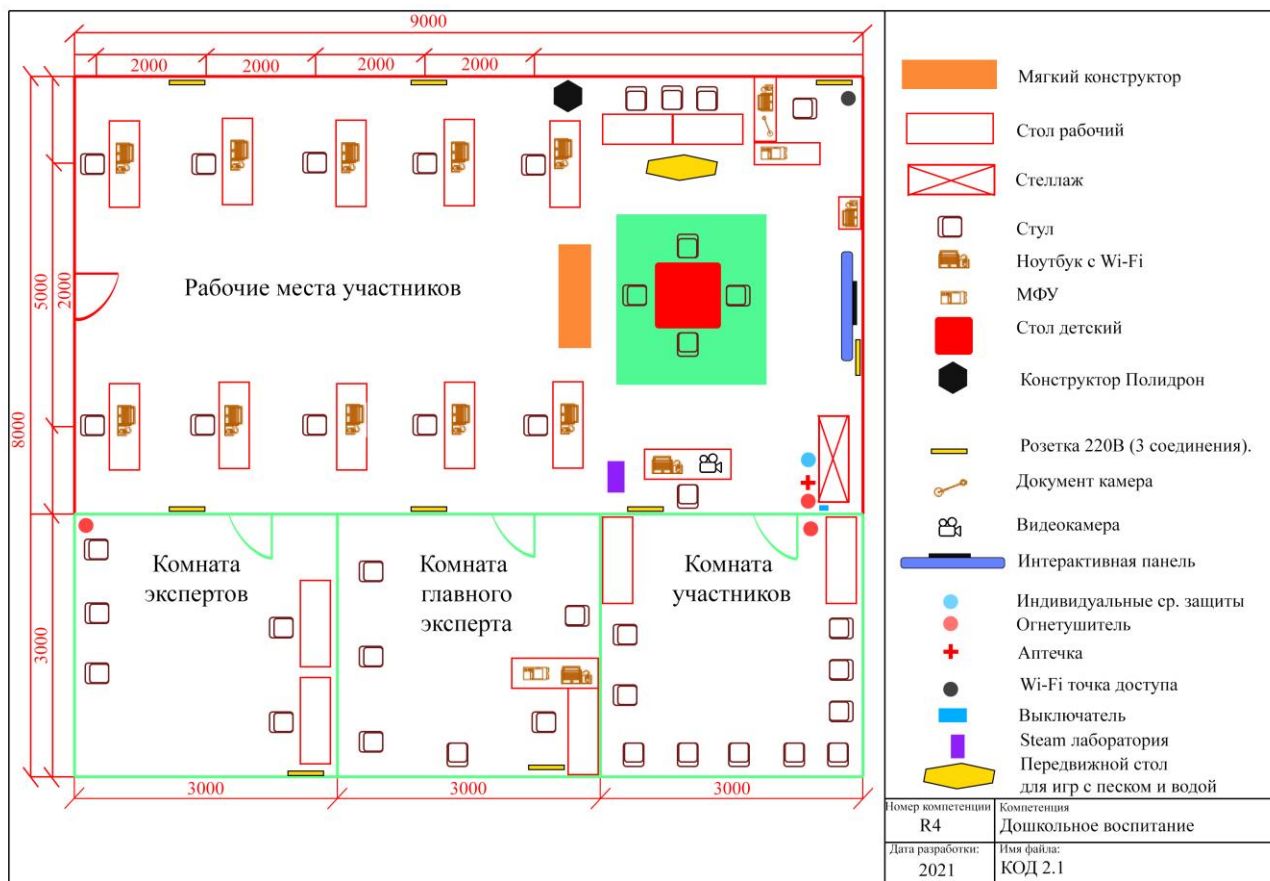 9000
2000
2000
2000
2000
5000
2000
8000
3000
Рабочие места участников
Комната
экспертов
Комната
главного
эксперта
Комната
участников
3000
3000
3000
Мягкий конструктор
Стол рабочий
Стеллаж
Стул
Ноутбук с Wi-Fi
МФУ
Стол детский
Конструктор Полидрон
Розетка 220В (3 соединения).
Документ камера
Видеокамера
Интерактивная панель
Индивидуальные ср. защиты
Огнетушитель
Аптечка
Wi-Fi точка доступа
Выключатель
Steam лаборатория
Передвижной стол
для игр с песком и водой
Номер компетенции
R4
Компетенция
Дошкольное воспитание
Дата разработки:
2021
Имя файла:
КОД 2.1